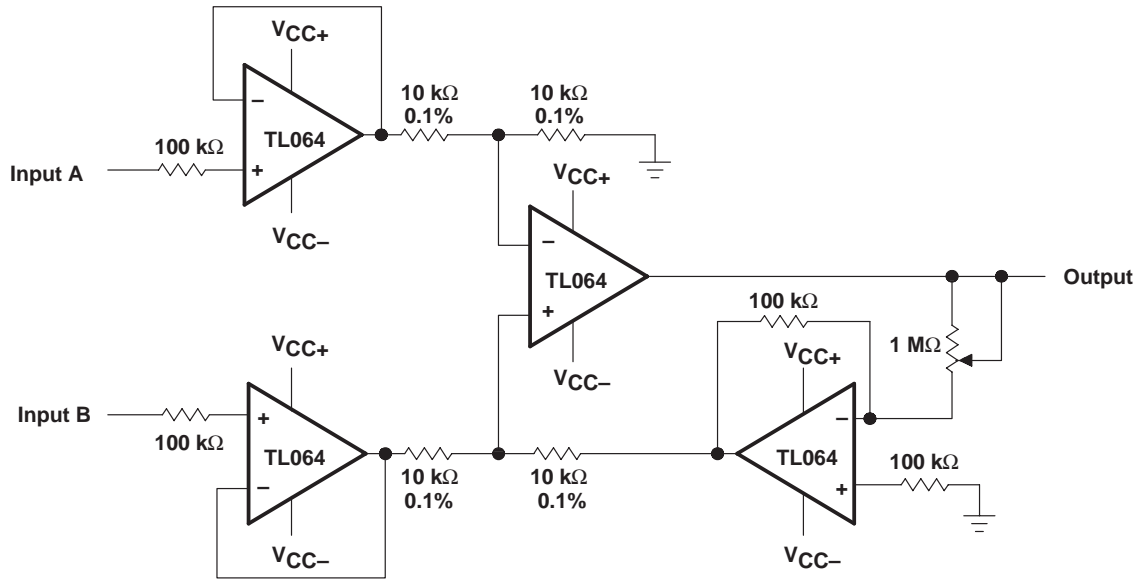 VCC+
10 kΩ
0.1%
10 kΩ
0.1%
−
TL064
100 kΩ
Input A
+
VCC−
VCC+
−
TL064
+
VCC−
Output
100 kΩ
1 MΩ
VCC+
VCC+
Input B
100 kΩ
+
TL064
−
VCC−
10 kΩ
0.1%
10 kΩ
0.1%
−
TL064
+
100 kΩ
VCC−